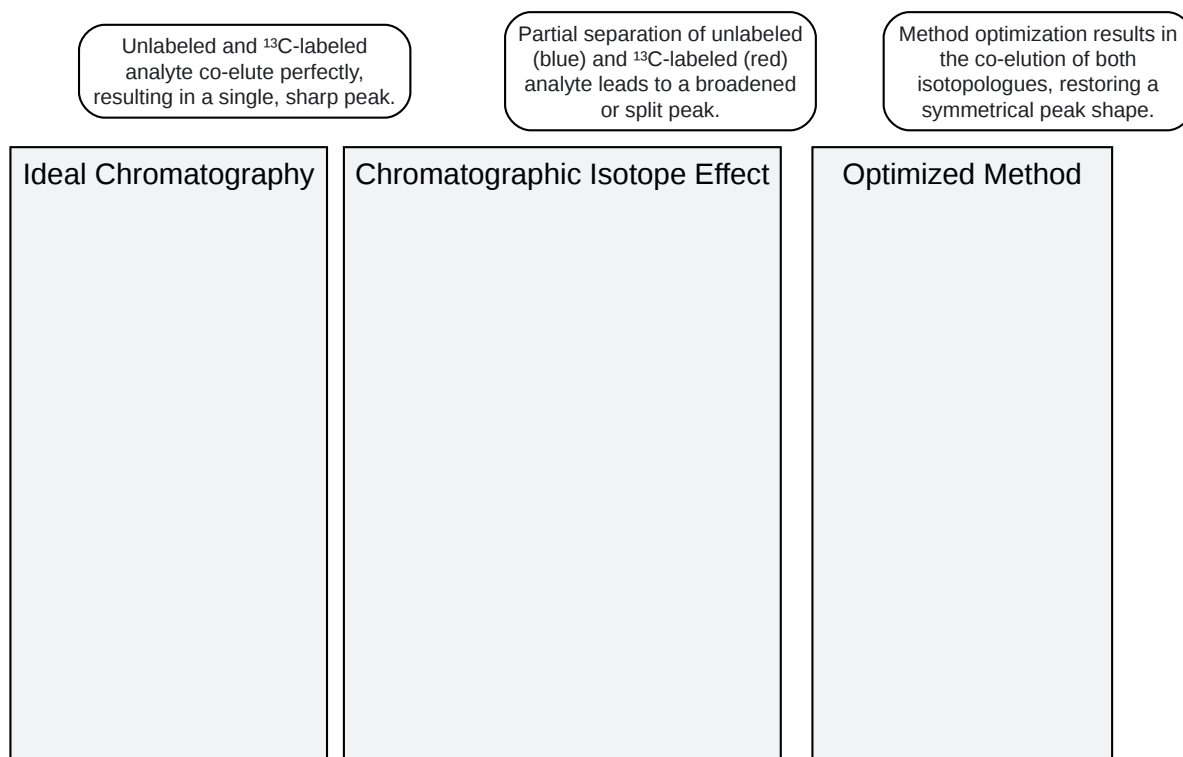 Unlabeled and ¹³C-labeled
analyte co-elute perfectly,
resulting in a single, sharp peak.
Partial separation of unlabeled
(blue) and ¹³C-labeled (red)
analyte leads to a broadened
or split peak.
Method optimization results in
the co-elution of both
isotopologues, restoring a
symmetrical peak shape.
Ideal Chromatography
Chromatographic Isotope Effect
Optimized Method